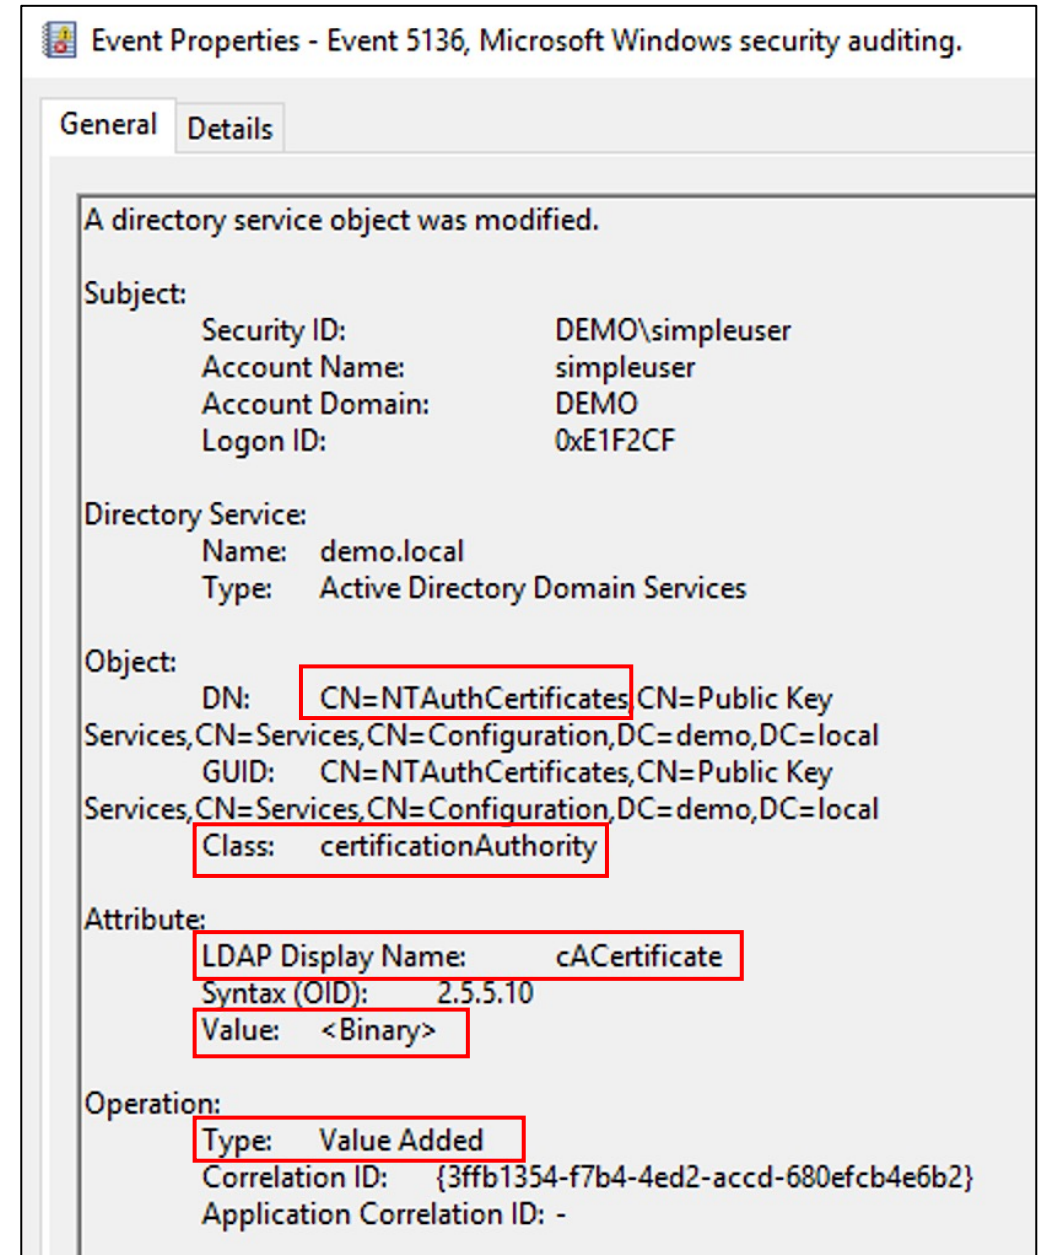 Event Properties - Event 5136, Microsoft Windows security auditing.
General Details
A directory service object was modified.
Subject:
Security ID: DEMO\simpleuser
Account Name: simpleuser
Account Domain: DEMO
Logon ID: 0xE1F2CF
Directory Service:
Name: demo.local
Type: Active Directory Domain Services
Object:
DN: CN=NTAuthCertificates,CN=Public Key
Services,CN=Services,CN=Configuration,DC=demo,DC=local
GUID: CN=NTAuthCertificates,CN=Public Key
Services,CN=Services,CN=Configuration,DC=demo,DC=local
Class: certificationAuthority
Attribute:
LDAP Display Name: cACertificate
Syntax (OID): 2.5.5.10
Value: <Binary>
Operation:
Type: Value Added
Correlation ID: {3ffb1354-f7b4-4ed2-accd-680efcb4e6b2}
Application Correlation ID: -